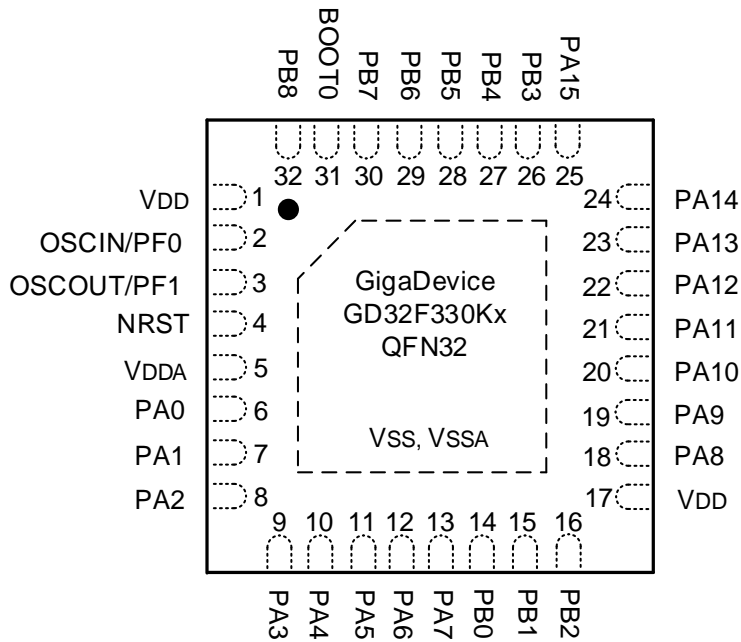 PB8
BOOT0
PB7
PB6
PB5
PB4
PB3
PA15
32 31 30 29 28 27 26 25
VDD 1
OSCIN/PF0 2
OSCOUT/PF1 3
NRST 4
VDDA 5
PA0 6
PA1 7
PA2 8
GigaDevice
GD32F330Kx
QFN32
VSS, VSSA
24 PA14
23 PA13
22 PA12
21 PA11
20 PA10
19 PA9
18 PA8
17 VDD
9 10 11 12 13 14 15 16
PA3
PA4
PA5
PA6
PA7
PB0
PB1
PB2